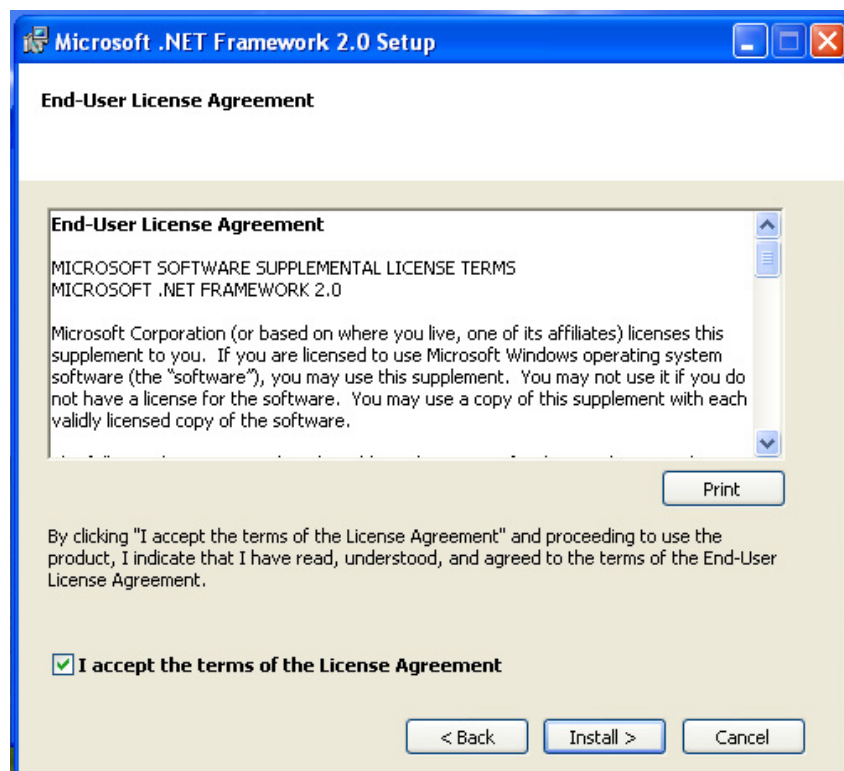 Microsoft .NET Framework 2.0 Setup
End-User License Agreement
End-User License Agreement
MICROSOFT SOFTWARE SUPPLEMENTAL LICENSE TERMS
MICROSOFT .NET FRAMEWORK 2.0
Microsoft Corporation (or based on where you live, one of its affiliates) licenses this
supplement to you.  If you are licensed to use Microsoft Windows operating system
software (the “software”), you may use this supplement.  You may not use it if you do
not have a license for the software.  You may use a copy of this supplement with each
validly licensed copy of the software.
Print
By clicking "I accept the terms of the License Agreement" and proceeding to use the
product, I indicate that I have read, understood, and agreed to the terms of the End-User
License Agreement.
I accept the terms of the License Agreement
< Back
Install >
Cancel